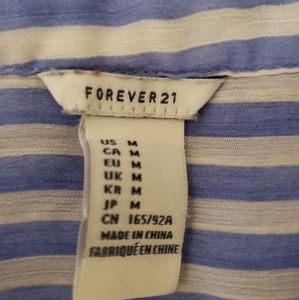 FOREVER 21
US M
CA M
EU M
UK M
KR M
JP M
CN 165/92A
MADE IN CHINA
FABRIQUÉ EN CHINE